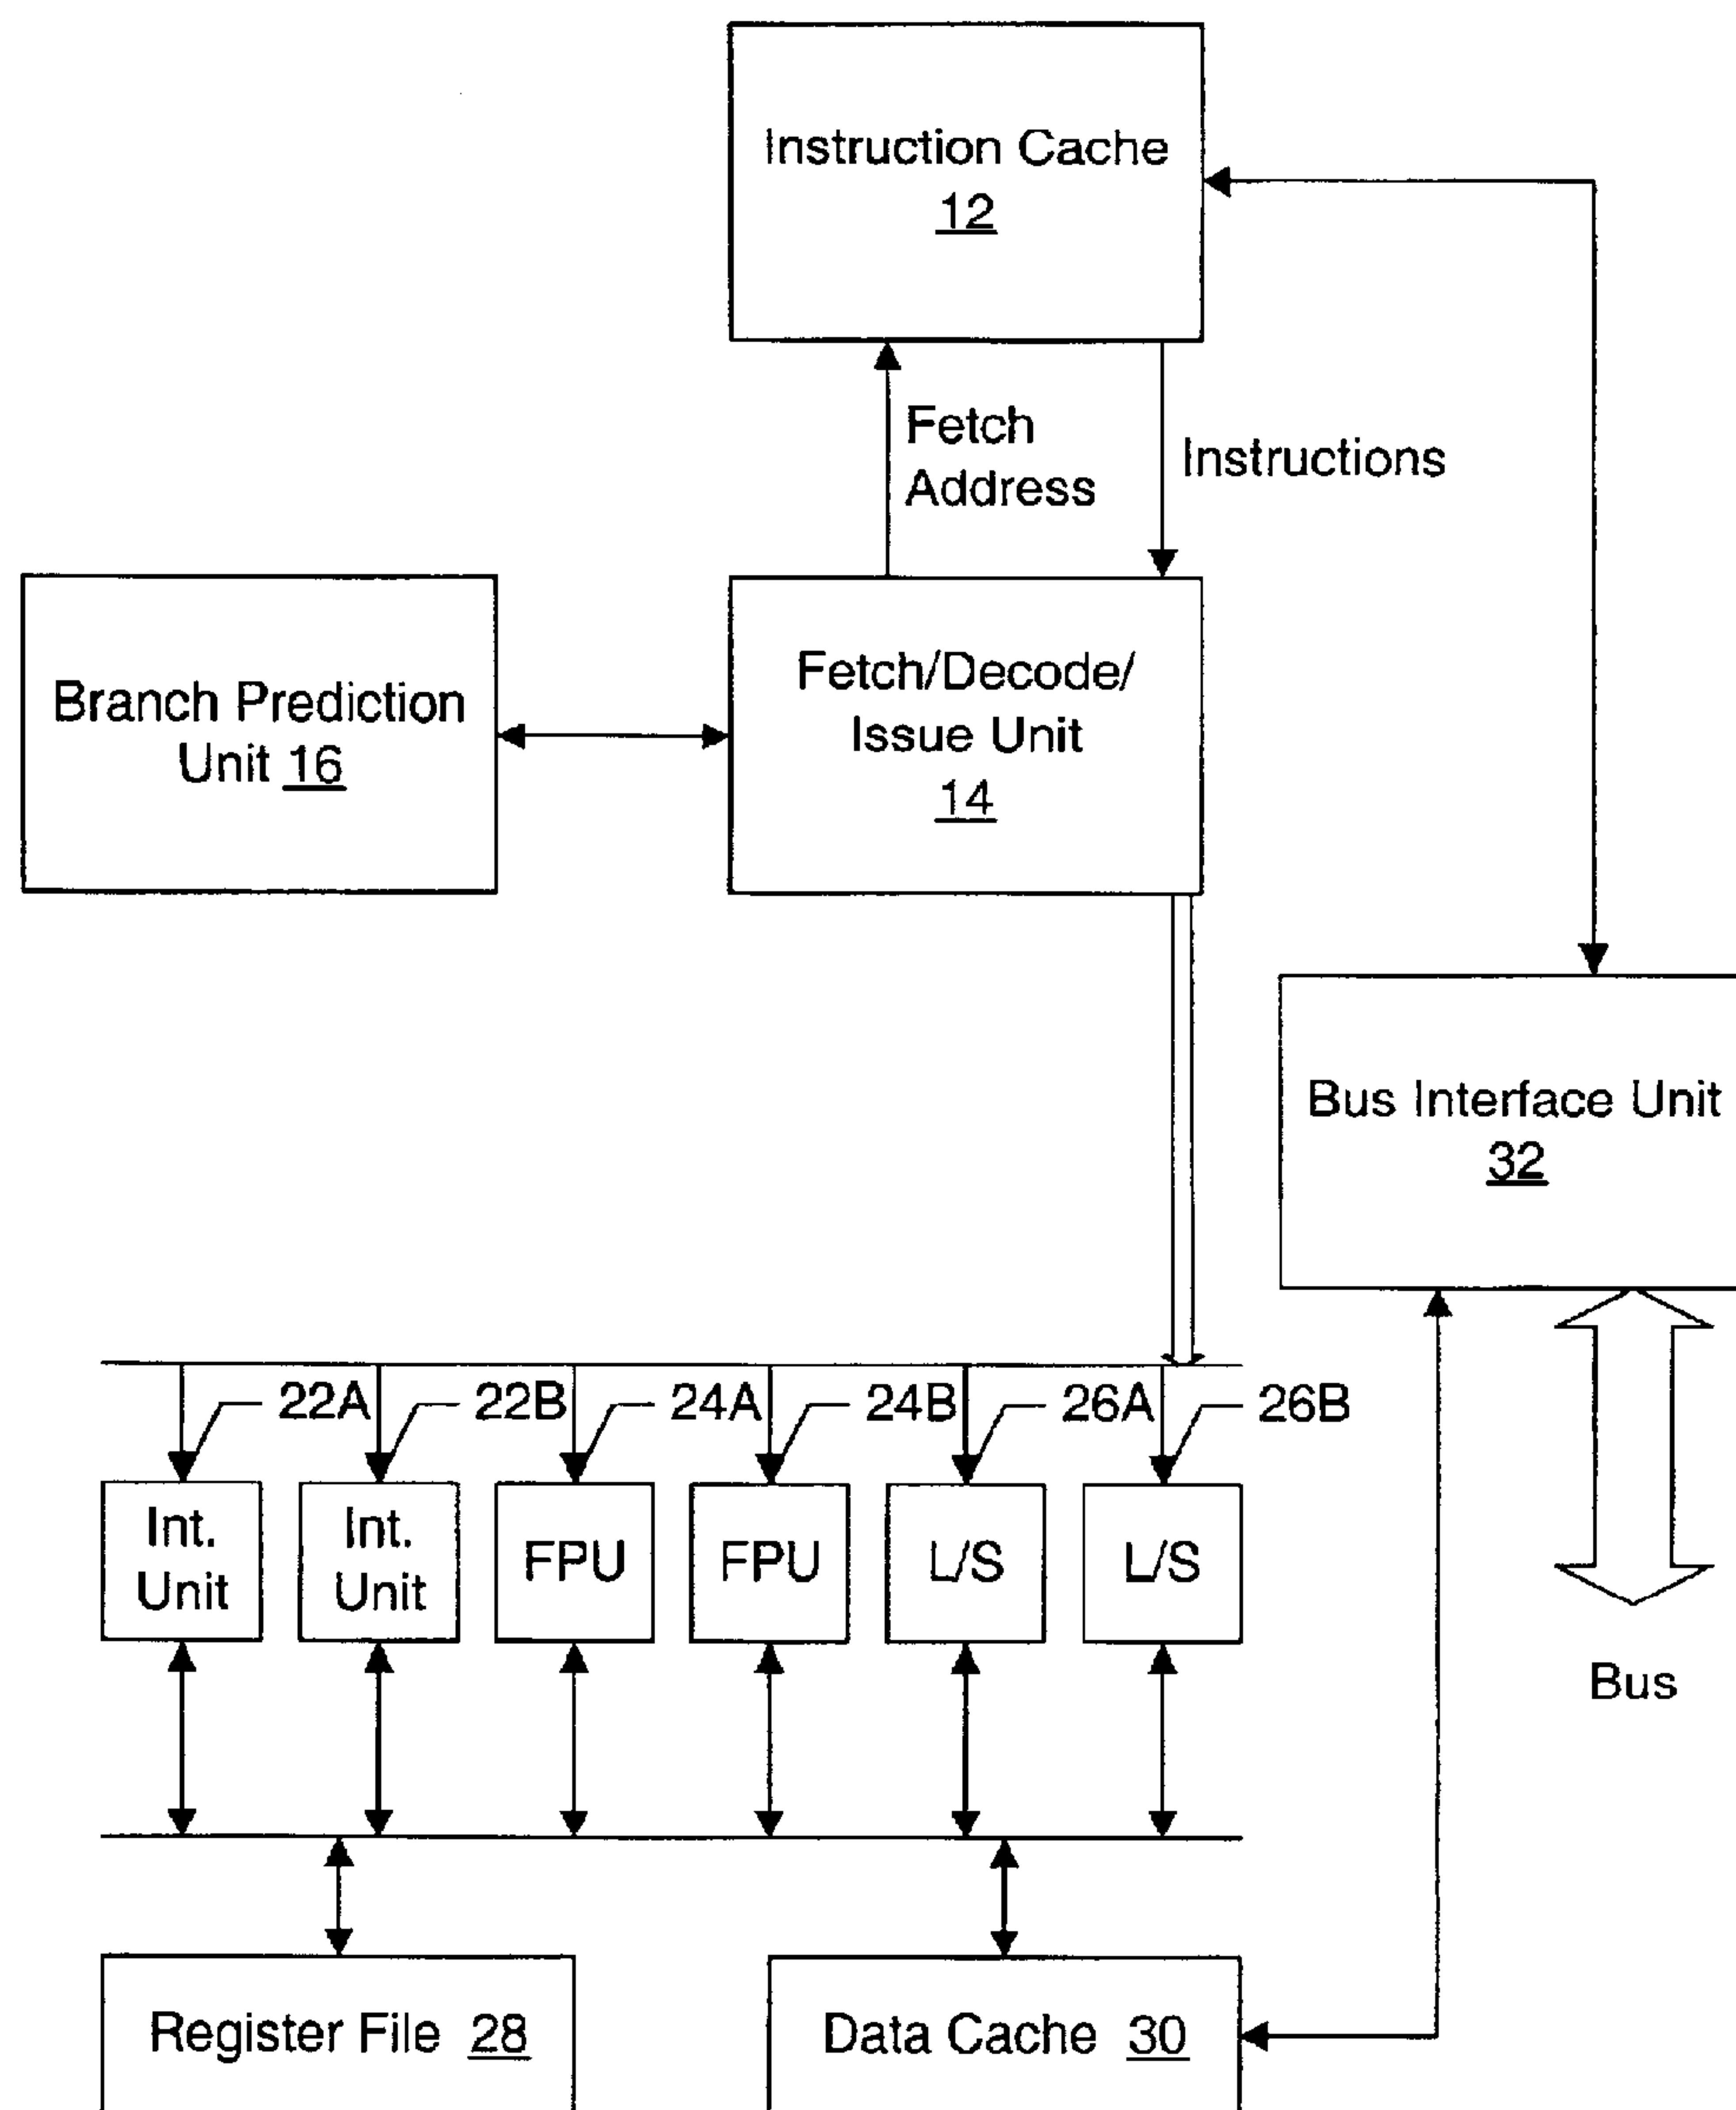 Instruction Cache
12
Fetch
Address
Instructions
Branch Prediction
Unit 16
Fetch/Decode/
Issue Unit
14
Bus Interface Unit
32
22A
22B
24A
24B
26A
26B
Int.
Unit
Int.
Unit
FPU
FPU
L/S
L/S
Bus
Register File 28
Data Cache 30